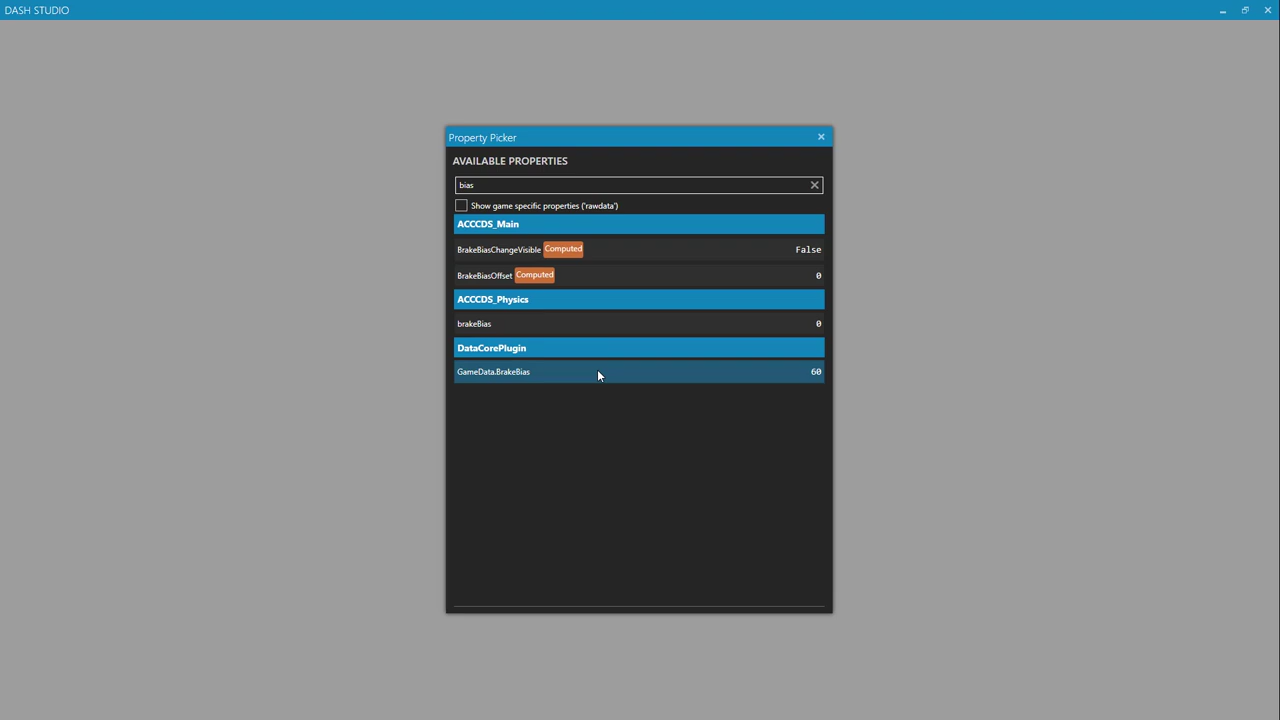 DASH STUDIO
Property Picker
AVAILABLE PROPERTIES
bias
Show game specific properties ('rawdata')
ACCCDS_Main
BrakeBiasChangeVisible Computed False
BrakeBiasOffset Computed 0
ACCCDS_Physics
brakeBias 0
DataCorePlugin
GameData.BrakeBias 60